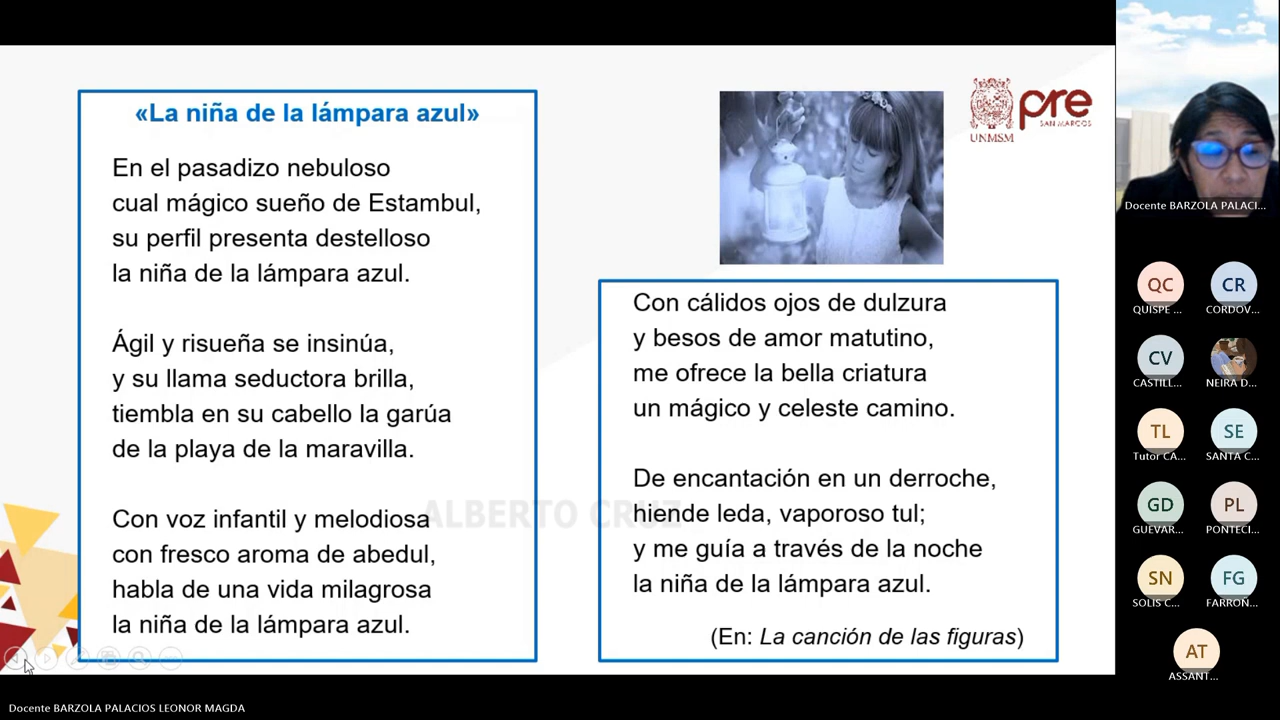 «La niña de la lámpara azul»
En el pasadizo nebuloso
cual mágico sueño de Estambul,
su perfil presenta destelloso
la niña de la lámpara azul.
Ágil y risueña se insinúa,
y su llama seductora brilla,
tiembla en su cabello la garúa
de la playa de la maravilla.
Con voz infantil y melodiosa
con fresco aroma de abedul,
habla de una vida milagrosa
la niña de la lámpara azul.
Con cálidos ojos de dulzura
y besos de amor matutino,
me ofrece la bella criatura
un mágico y celeste camino.
De encantación en un derroche,
hiende leda, vaporoso tul;
y me guía a través de la noche
la niña de la lámpara azul.
(En: La canción de las figuras)
ALBERTO CRUZ
UNMSM
pre
SAN MARCOS
Docente BARZOLA PALACI...
QC
QUISPE ...
CR
CORDOV...
CV
CASTILL...
NEIRA D...
TL
Tutor CA...
SE
SANTA C...
GD
GUEVAR...
PL
PONTECI...
SN
SOLIS C...
FG
FARRON...
AT
ASSANT...
Docente BARZOLA PALACIOS LEONOR MAGDA